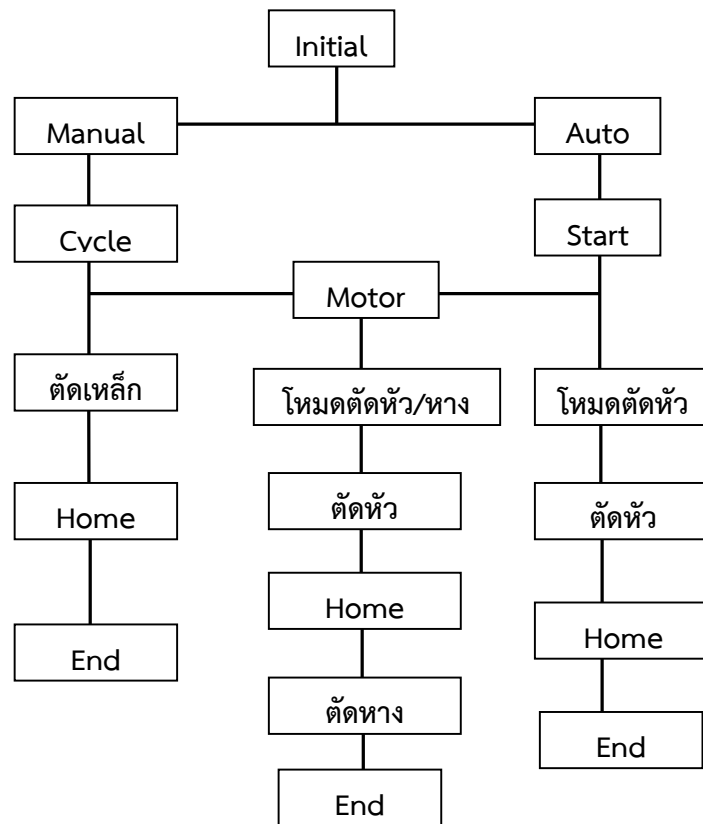 Initial
Manual
Auto
Cycle
Start
Motor
ตัดเหล็ก
โหมดตัดหัว/หาง
โหมดตัดหัว
Home
ตัดหัว
ตัดหัว
Home
Home
End
ตัดหาง
End
End